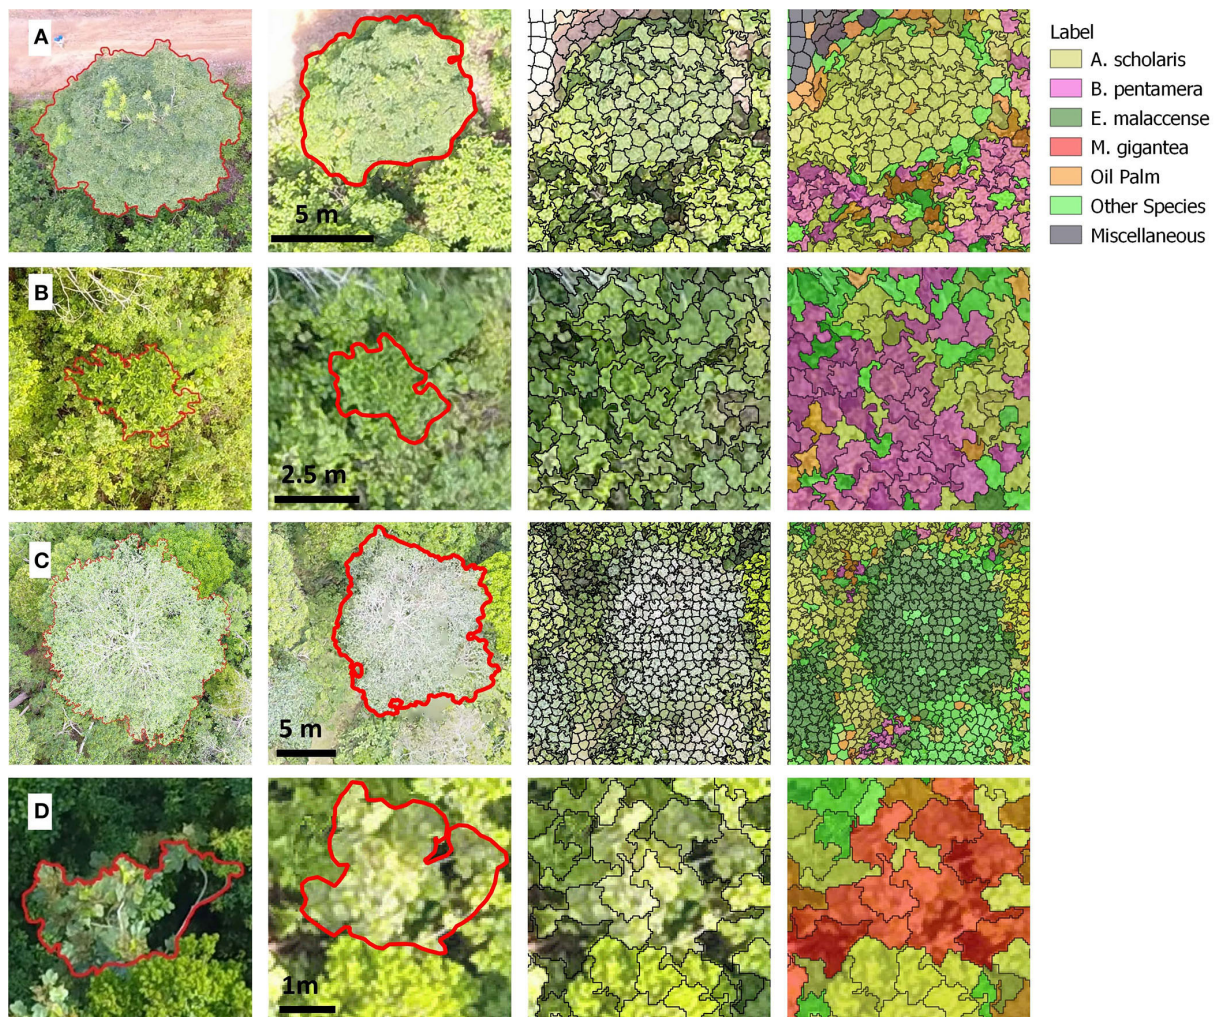 A
5 m
Label
A. scholaris
B. pentamera
E. malaccense
M. gigantea
Oil Palm
Other Species
Miscellaneous
B
2.5 m
C
5 m
D
1m